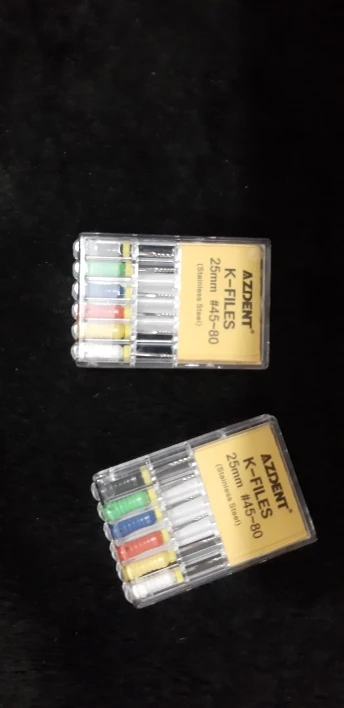 AZDENT®
K-FILES
25mm #45~80
(Stainless Steel)
AZDENT®
K-FILES
25mm #45~80
(Stainless Steel)